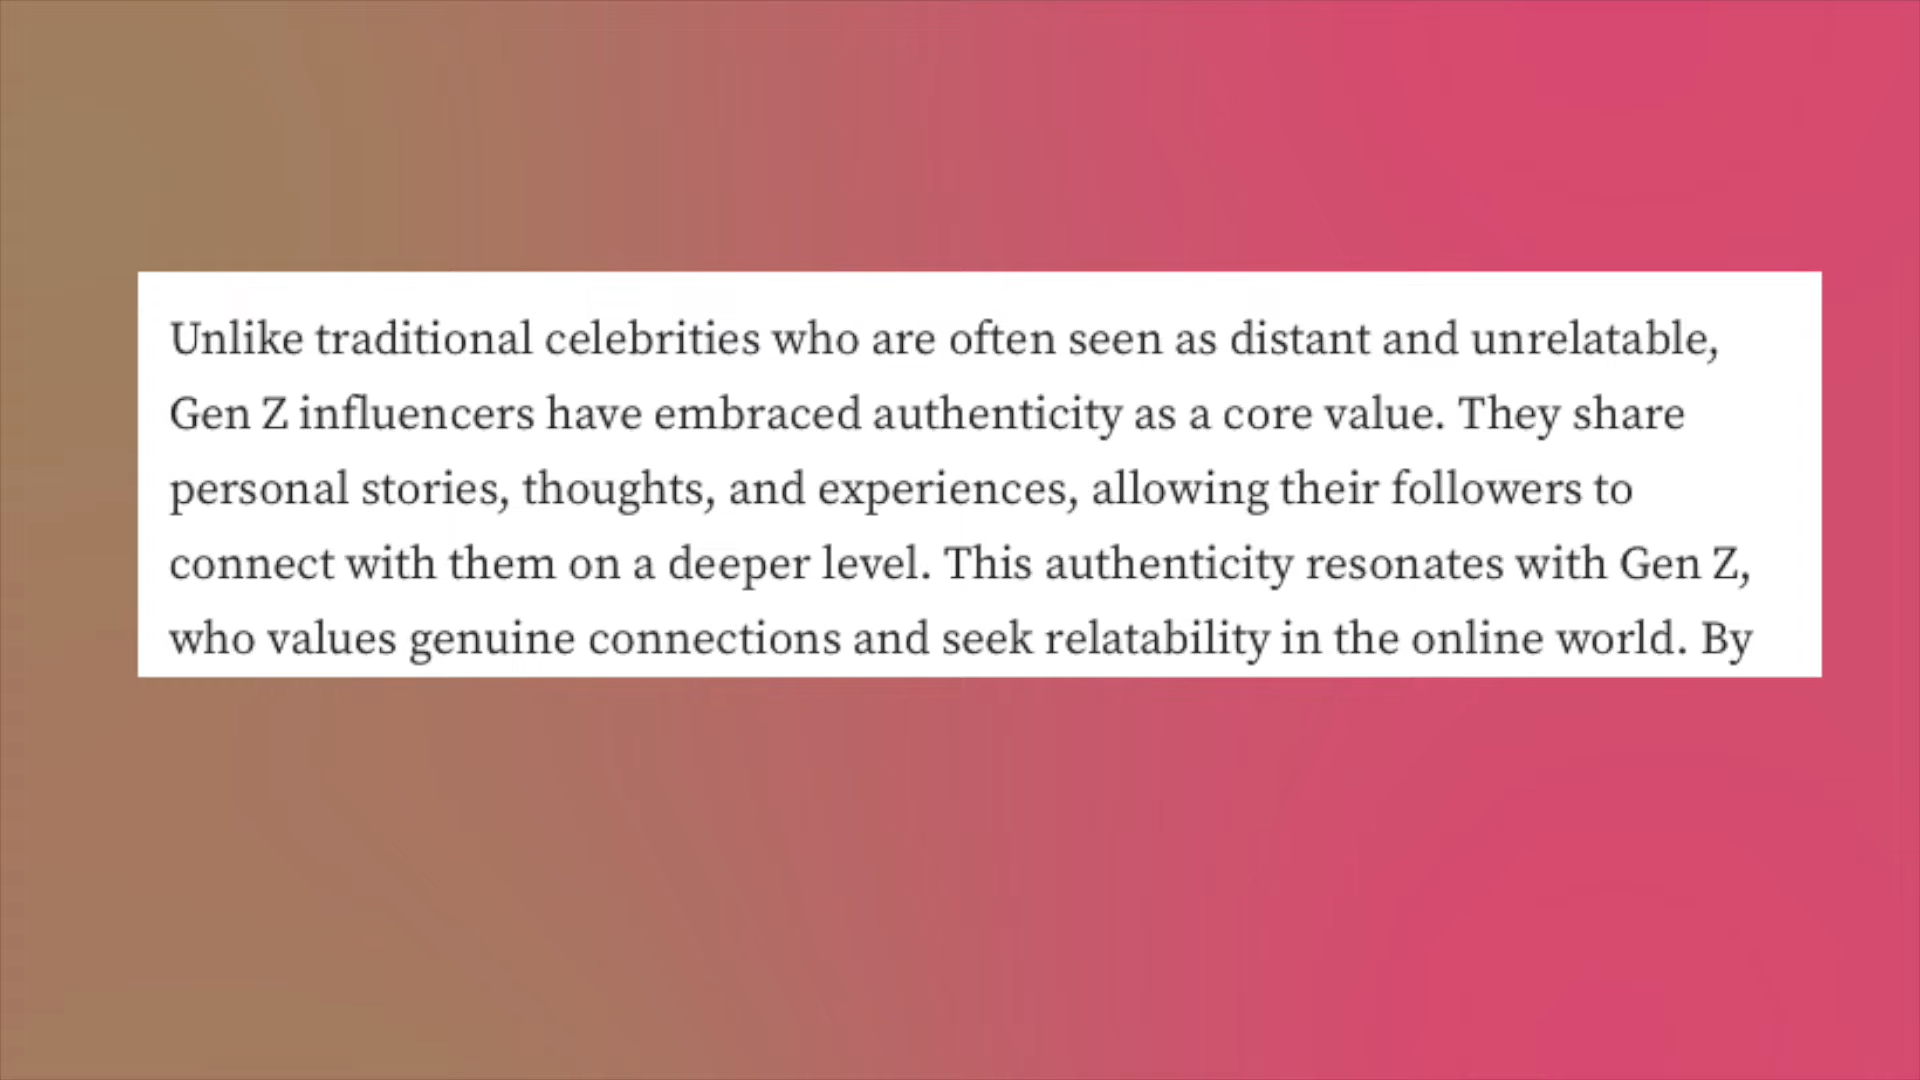 Unlike traditional celebrities who are often seen as distant and unrelatable,
Gen Z influencers have embraced authenticity as a core value. They share
personal stories, thoughts, and experiences, allowing their followers to
connect with them on a deeper level. This authenticity resonates with Gen Z,
who values genuine connections and seek relatability in the online world. By